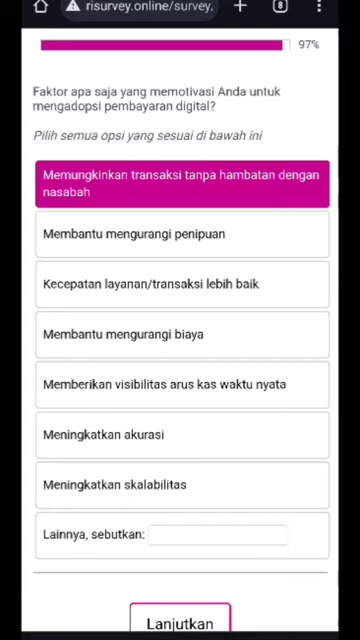 risurvey.online/survey.
8
97%
Faktor apa saja yang memotivasi Anda untuk
mengadopsi pembayaran digital?
Pilih semua opsi yang sesuai di bawah ini
Memungkinkan transaksi tanpa hambatan dengan
nasabah
Membantu mengurangi penipuan
Kecepatan layanan/transaksi lebih baik
Membantu mengurangi biaya
Memberikan visibilitas arus kas waktu nyata
Meningkatkan akurasi
Meningkatkan skalabilitas
Lainnya, sebutkan:
Lanjutkan